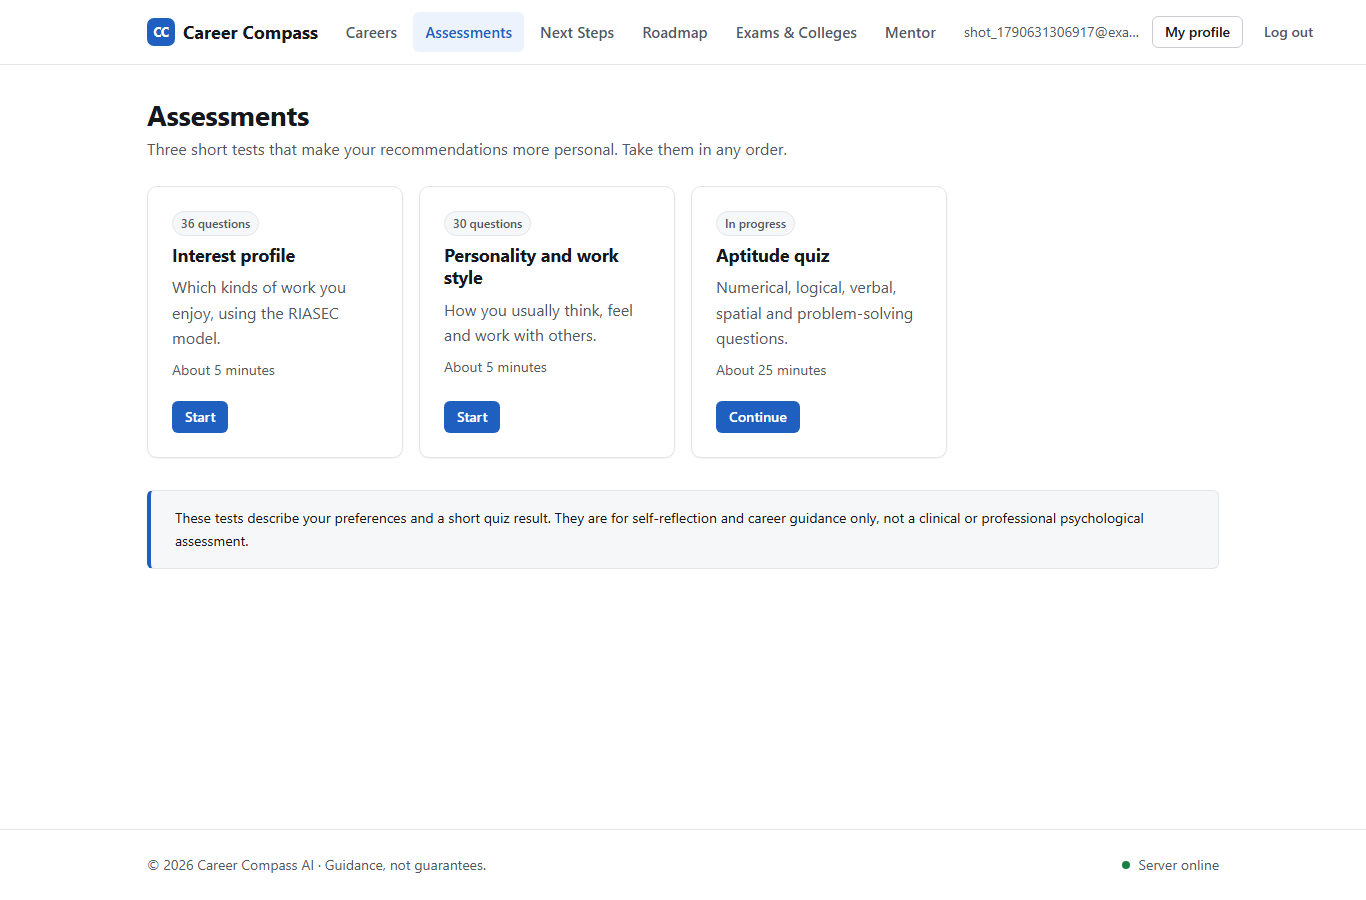 CC Career Compass Careers Assessments Next Steps Roadmap Exams & Colleges Mentor shot_1790631306917@exa... My profile Log out
Assessments
Three short tests that make your recommendations more personal. Take them in any order.
36 questions
Interest profile
Which kinds of work you
enjoy, using the RIASEC
model.
About 5 minutes
Start
30 questions
Personality and work
style
How you usually think, feel
and work with others.
About 5 minutes
Start
In progress
Aptitude quiz
Numerical, logical, verbal,
spatial and problem-solving
questions.
About 25 minutes
Continue
These tests describe your preferences and a short quiz result. They are for self-reflection and career guidance only, not a clinical or professional psychological
assessment.
© 2026 Career Compass AI · Guidance, not guarantees.
Server online